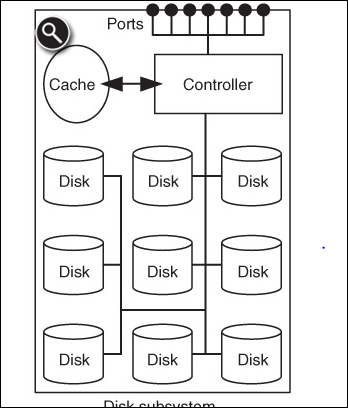 Ports
Cache
Controller
Disk Disk Disk
Disk Disk Disk
Disk Disk Disk
Disk subsystem